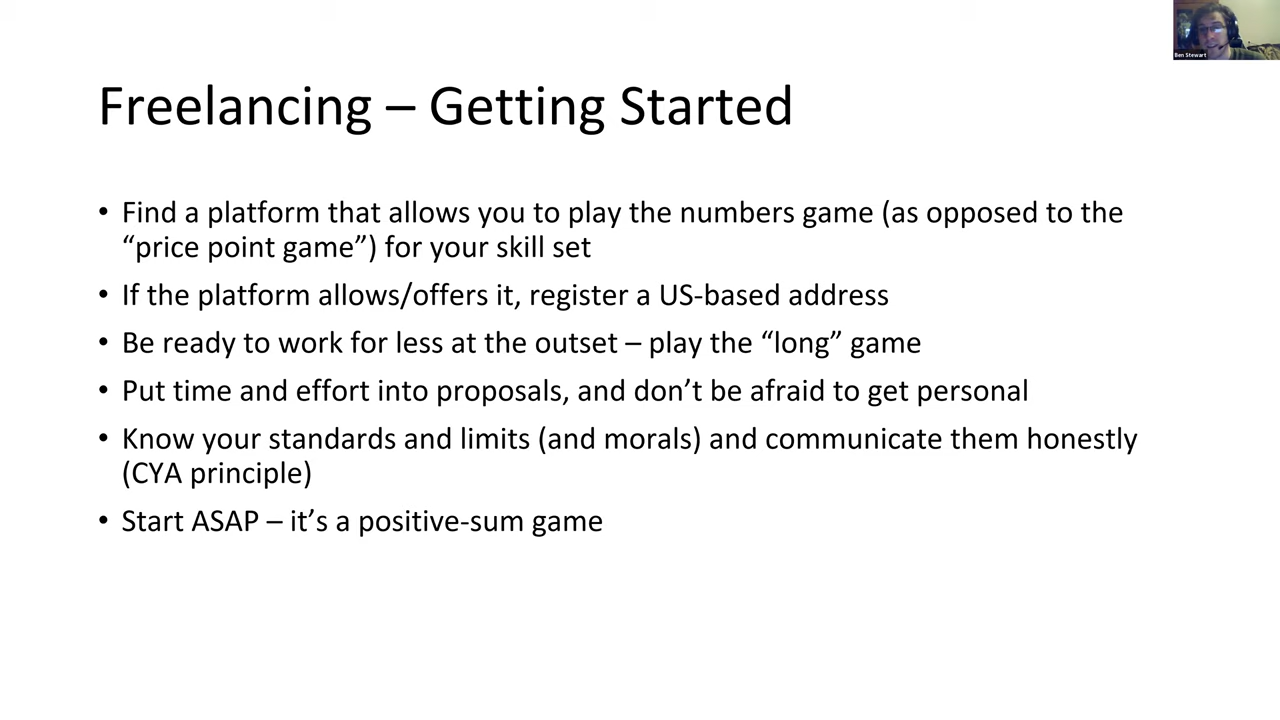 Ben Stewart
Freelancing – Getting Started
• Find a platform that allows you to play the numbers game (as opposed to the
“price point game”) for your skill set
• If the platform allows/offers it, register a US-based address
• Be ready to work for less at the outset – play the “long” game
• Put time and effort into proposals, and don’t be afraid to get personal
• Know your standards and limits (and morals) and communicate them honestly
(CYA principle)
• Start ASAP – it’s a positive-sum game